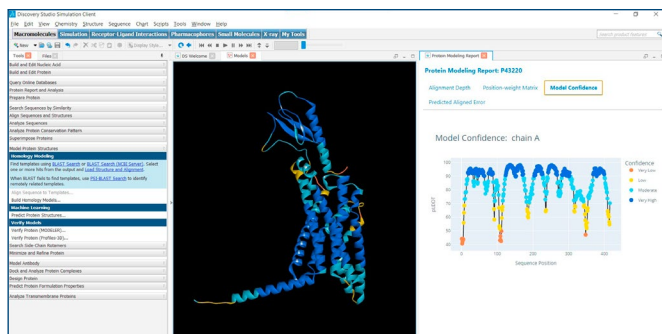 Discovery Studio Simulation Client
File Edit View Chemistry Structure Sequence Chart Scripts Tools Window Help
Macromolecules Simulation Receptor-Ligand Interactions Pharmacophores Small Molecules X-ray My Tools
New Display Style...
Tools Files
Build and Edit Nucleic Acid
Build and Edit Protein
Query Online Databases
Protein Report and Analysis
Prepare Protein
Search Sequences by Similarity
Align Sequences and Structures
Analyze Sequences
Analyze Protein Conservation Pattern
Superimpose Proteins
Model Protein Structures
Homology Modeling
Find templates using BLAST Search or BLAST Search (NCBI Server). Select
one or more hits from the output and Load Structure and Alignment.
When BLAST fails to find templates, use PSI-BLAST Search to identify
remotely related templates.
Align Sequence to Templates...
Build Homology Models...
Machine Learning
Predict Protein Structures...
Verify Models
Verify Protein (MODELER)...
Verify Protein (Profiles-3D)...
Search Side-Chain Rotamers
Minimize and Refine Protein
Model Antibody
Dock and Analyze Protein Complexes
Design Protein
Predict Protein Formulation Properties
Analyze Transmembrane Proteins
DS Welcome Models
Protein Modeling Report
Protein Modeling Report: P43220
Alignment Depth Position-weight Matrix Model Confidence
Predicted Aligned Error
Model Confidence: chain A
Confidence
Very Low
Low
Moderate
Very High
pLDDT
100
90
80
70
60
50
40
0 100 200 300 400
Sequence Position